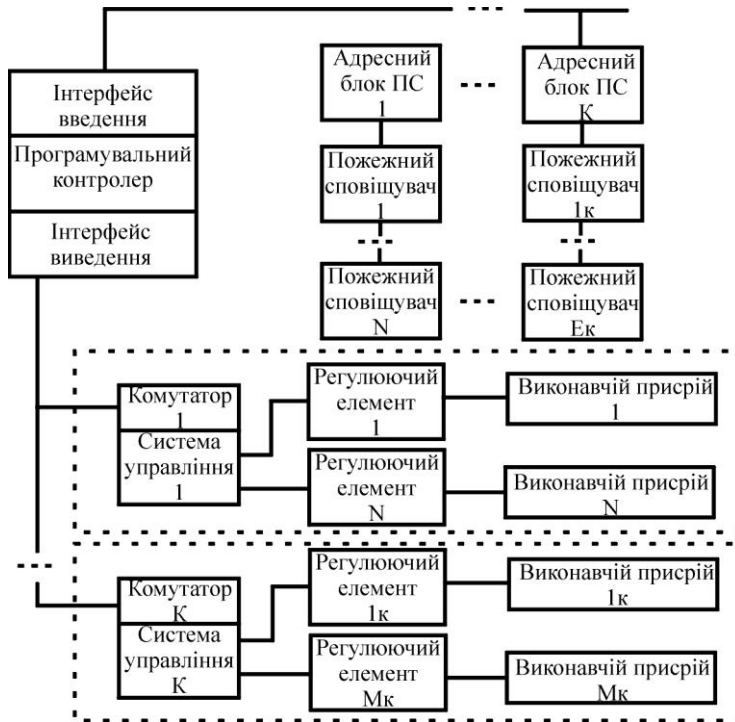 Інтерфейс
введення
Програмувальний
контролер
Інтерфейс
виведення
Адресний
блок ПС
1
Адресний
блок ПС
К
Пожежний
сповіщувач
1
Пожежний
сповіщувач
1к
Пожежний
сповіщувач
N
Пожежний
сповіщувач
Ек
Комутатор
1
Система
управління
1
Регулюючий
елемент
1
Виконавчій присрій
1
Регулюючий
елемент
N
Виконавчій присрій
N
Комутатор
К
Система
управління
К
Регулюючий
елемент
1к
Виконавчій присрій
1к
Регулюючий
елемент
Мк
Виконавчій присрій
Мк